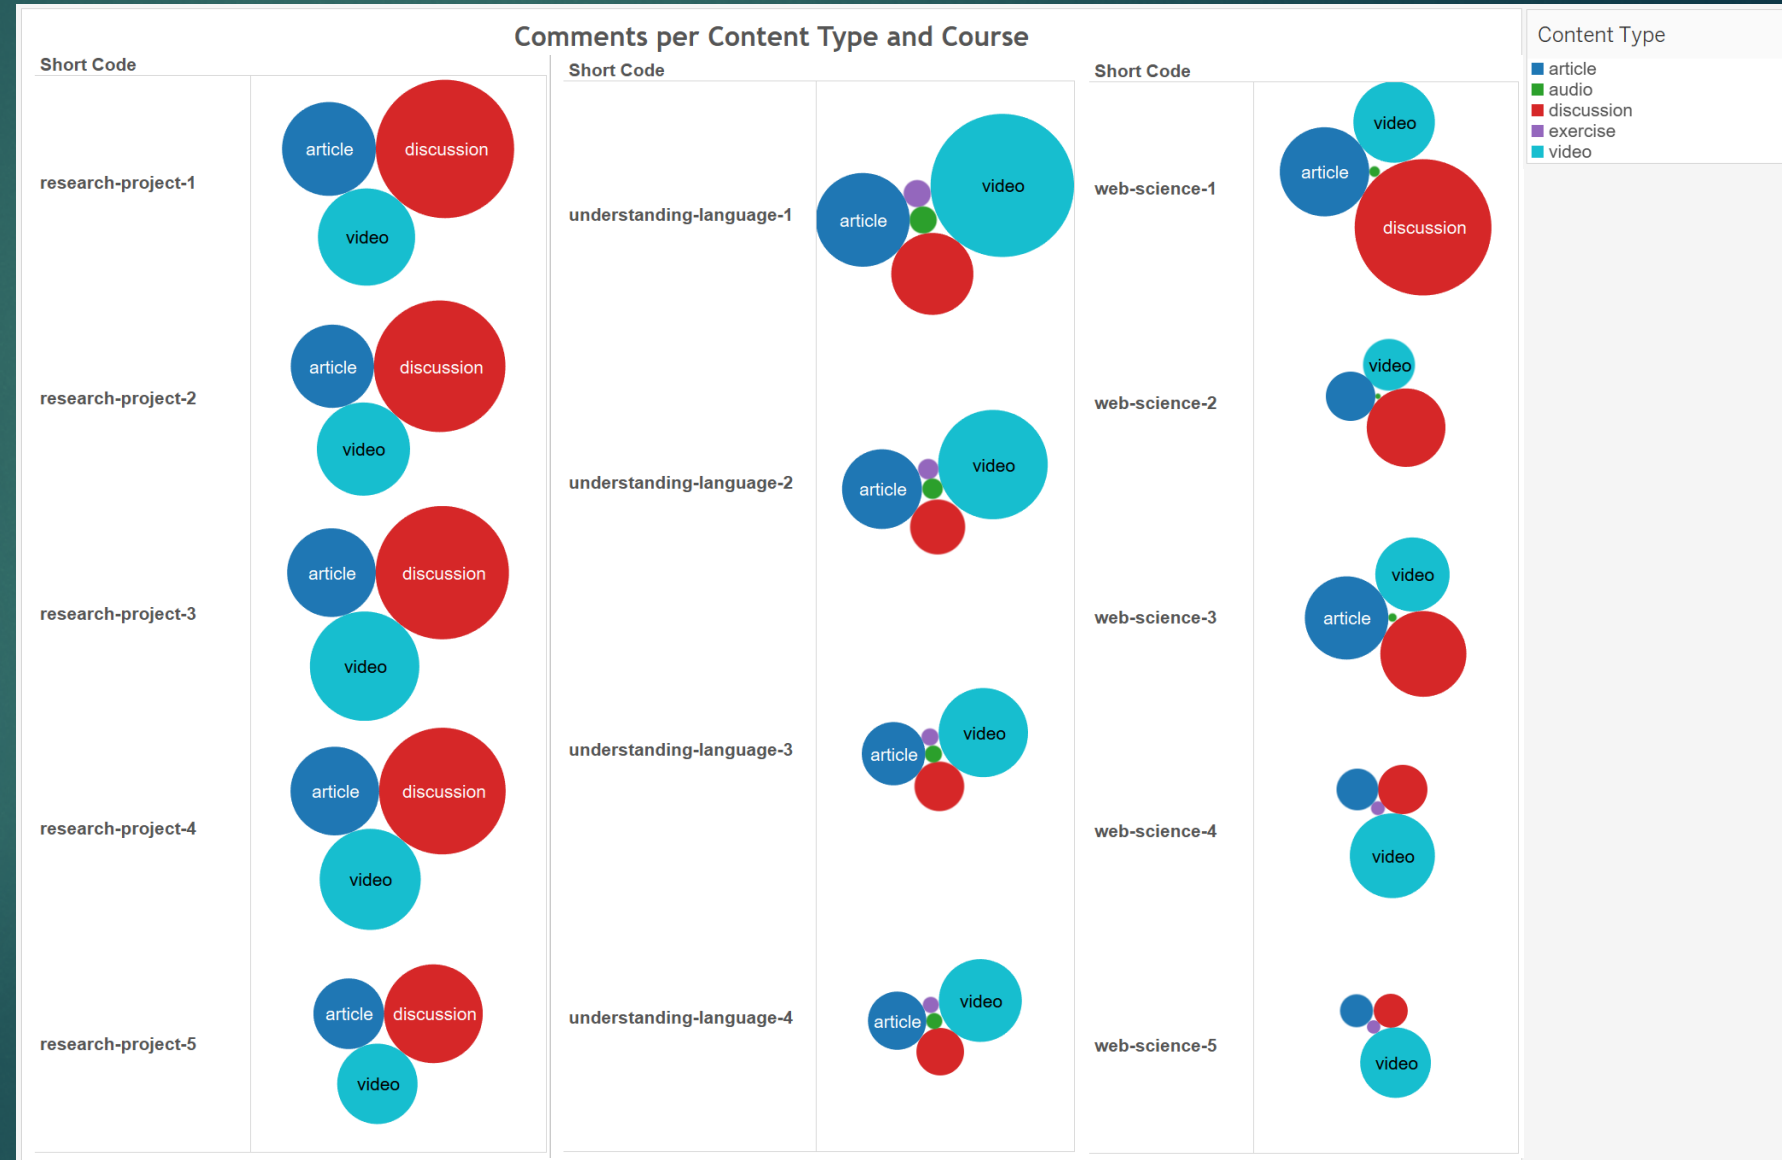 Comments per Content Type and Course
Short Code
research-project-1
article
discussion
video
research-project-2
article
discussion
video
research-project-3
article
discussion
video
research-project-4
article
discussion
video
research-project-5
article
discussion
video
Short Code
understanding-language-1
article
video
understanding-language-2
article
video
understanding-language-3
article
video
understanding-language-4
article
video
Short Code
web-science-1
video
article
discussion
web-science-2
video
web-science-3
video
article
web-science-4
video
web-science-5
video
Content Type
article
audio
discussion
exercise
video